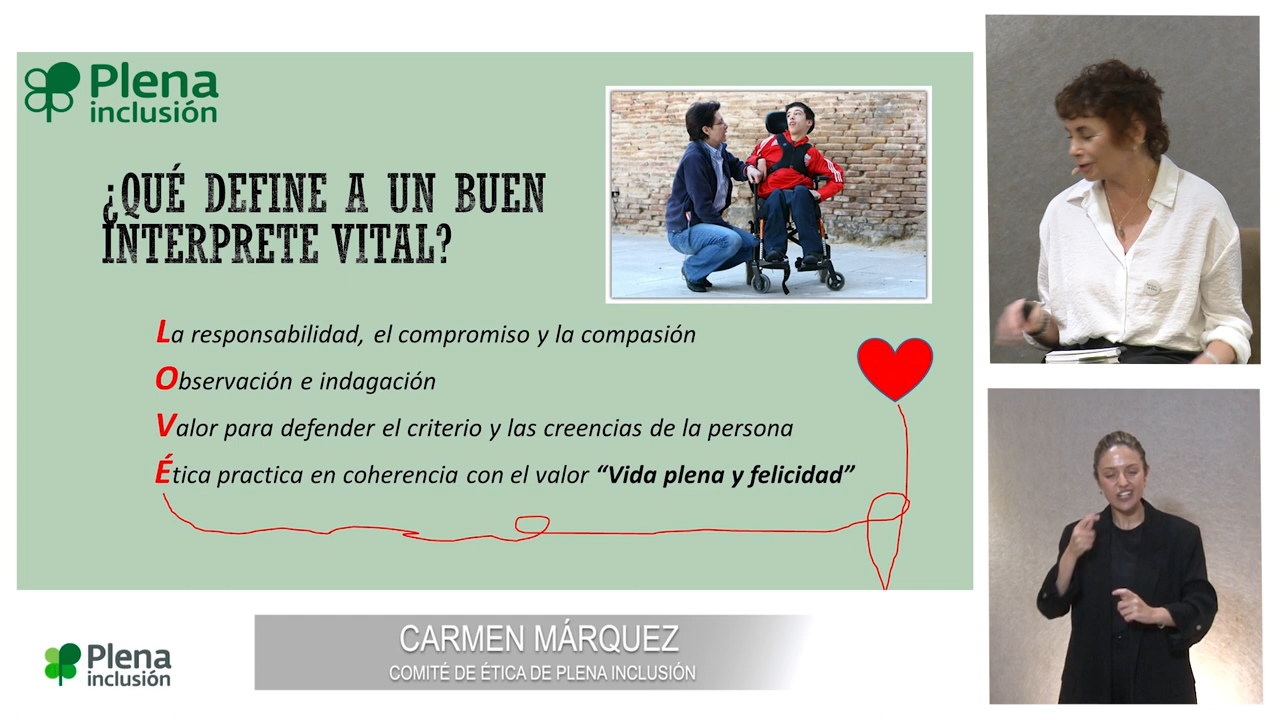 Plena
inclusión
¿QUÉ DEFINE A UN BUEN
INTERPRETE VITAL?
La responsabilidad, el compromiso y la compasión
Observación e indagación
Valor para defender el criterio y las creencias de la persona
Ética practica en coherencia con el valor “Vida plena y felicidad”
Plena
inclusión
CARMEN MÁRQUEZ
COMITÉ DE ÉTICA DE PLENA INCLUSIÓN